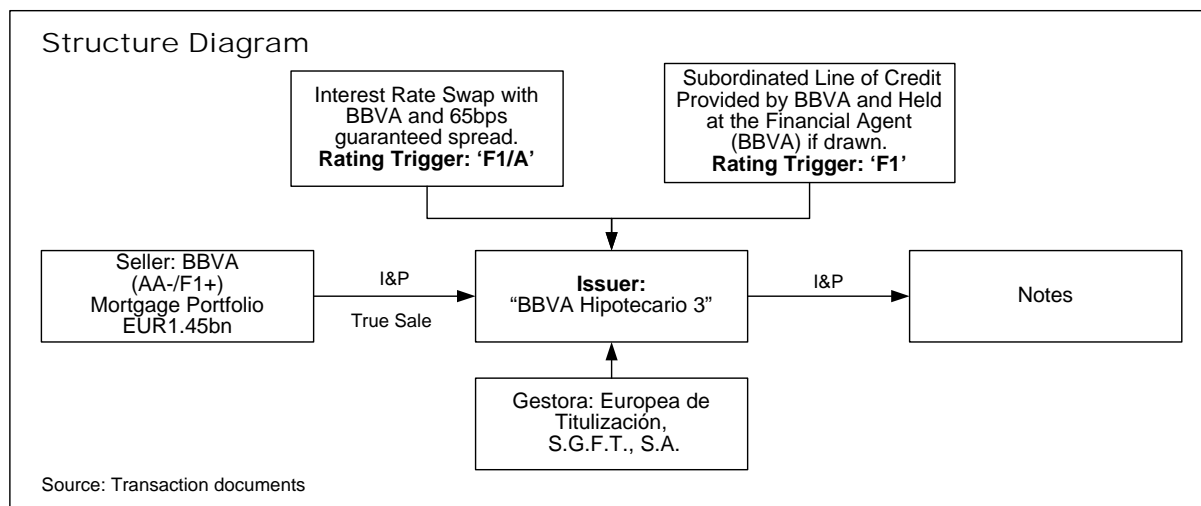 Structure Diagram
Interest Rate Swap with
BBVA and 65bps
guaranteed spread.
Rating Trigger: ‘F1/A’
Subordinated Line of Credit
Provided by BBVA and Held
at the Financial Agent
(BBVA) if drawn.
Rating Trigger: ‘F1’
Seller: BBVA
(AA-/F1+)
Mortgage Portfolio
EUR1.45bn
I&P
True Sale
Issuer:
“BBVA Hipotecario 3”
I&P
Notes
Gestora: Europea de
Titulización,
S.G.F.T., S.A.
Source: Transaction documents